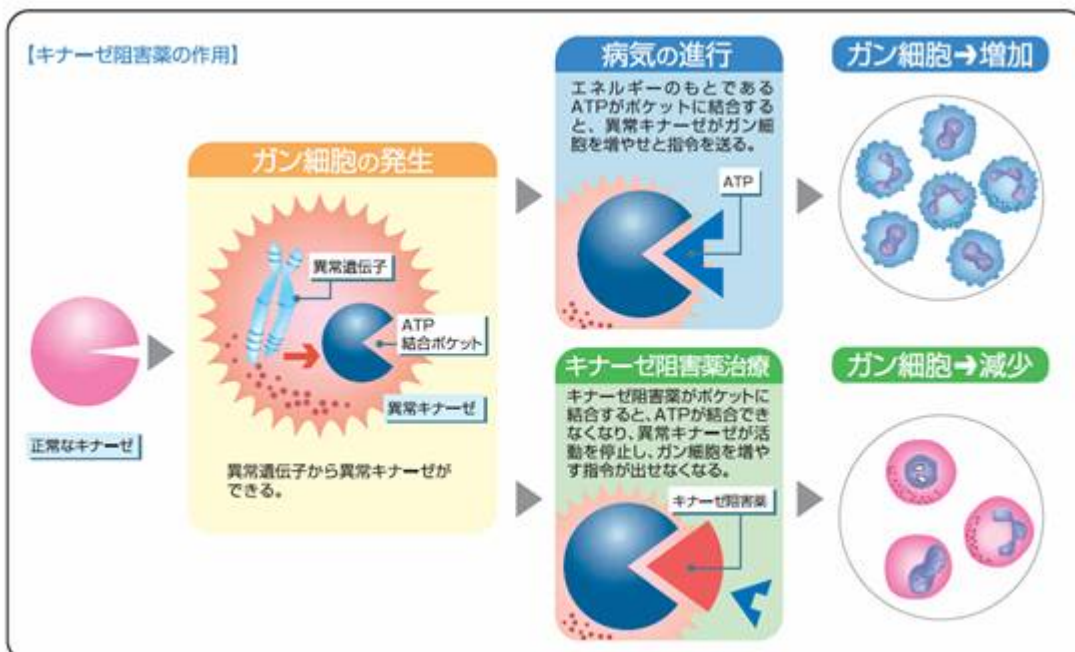 【キナーゼ阻害薬の作用】
正常なキナーゼ
ガン細胞の発生
異常遺伝子
ATP
結合ポケット
異常キナーゼ
異常遺伝子から異常キナーゼが
できる。
病気の進行
エネルギーのもとである
ATPがポケットに結合する
と、異常キナーゼがガン細
胞を増やせと指令を送る。
ATP
ガン細胞→増加
キナーゼ阻害薬治療
キナーゼ阻害薬がポケットに
結合すると、ATPが結合でき
なくなり、異常キナーゼが活
動を停止し、ガン細胞を増や
す指令が出せなくなる。
キナーゼ阻害薬
ガン細胞→減少